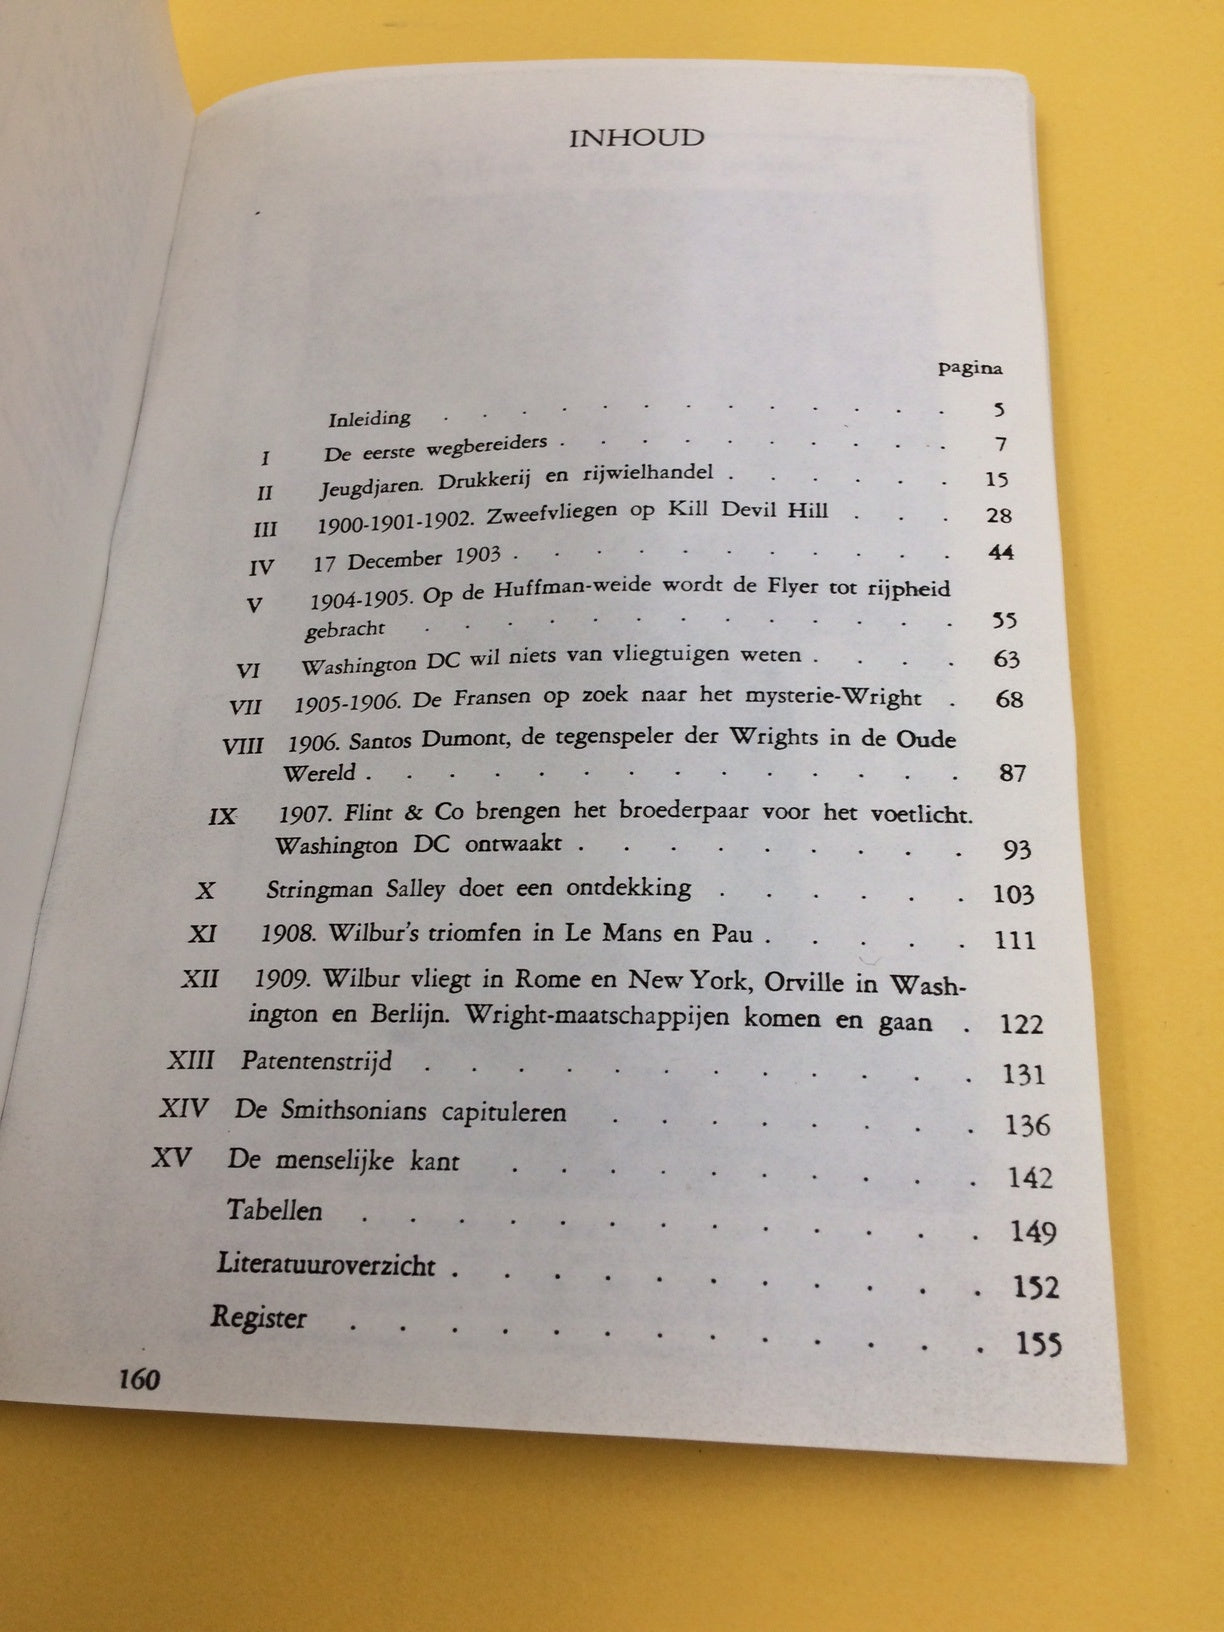 INHOUD
pagina
Inleiding . . . . . . . . . . . . . 5
I De eerste wegbereiders . . . . . . . . . . 7
II Jeugdjaren. Drukkerij en rijwielhandel . . . . . . 15
III 1900-1901-1902. Zweefvliegen op Kill Devil Hill . . . 28
IV 17 December 1903 . . . . . . . . . . . 44
V 1904-1905. Op de Huffman-weide wordt de Flyer tot rijpheid
gebracht . . . . . . . . . . . . . 55
VI Washington DC wil niets van vliegtuigen weten . . . . 63
VII 1905-1906. De Fransen op zoek naar het mysterie-Wright . 68
VIII 1906. Santos Dumont, de tegenspeler der Wrights in de Oude
Wereld . . . . . . . . . . . . . . 87
IX 1907. Flint & Co brengen het broederpaar voor het voetlicht.
Washington DC ontwaakt . . . . . . . . . 93
X Stringman Salley doet een ontdekking . . . . . . 103
XI 1908. Wilbur's triomfen in Le Mans en Pau . . . . . 111
XII 1909. Wilbur vliegt in Rome en New York, Orville in Wash-
ington en Berlijn. Wright-maatschappijen komen en gaan . 122
XIII Patentenstrijd . . . . . . . . . . . . 131
XIV De Smithsonians capituleren . . . . . . . . 136
XV De menselijke kant . . . . . . . . . . 142
Tabellen . . . . . . . . . . . . . 149
Literatuuroverzicht . . . . . . . . . . . 152
Register . . . . . . . . . . . . . 155
160